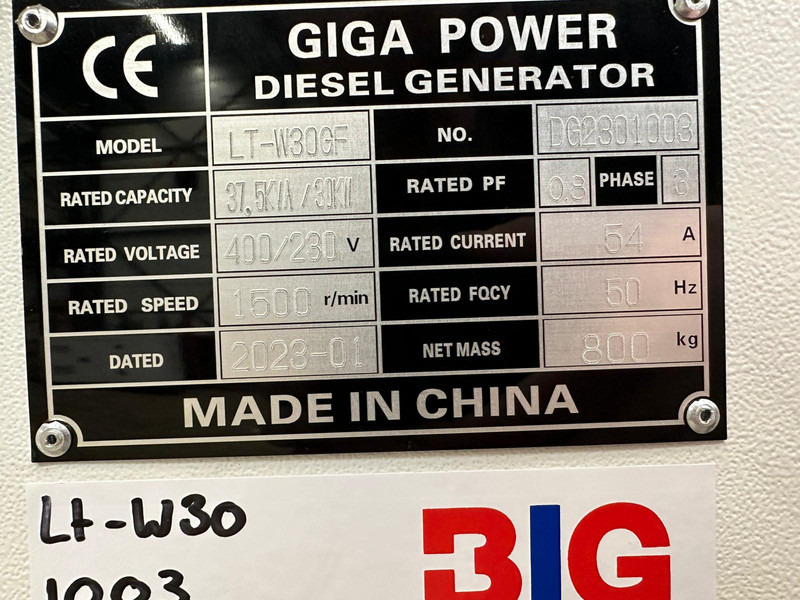 CE GIGA POWER
DIESEL GENERATOR
MODEL LT-W30GF NO. DG2301003
RATED CAPACITY 37,5KVA/30KW RATED PF 0.8 PHASE 3
RATED VOLTAGE 400/230 V RATED CURRENT 54 A
RATED SPEED 1500 r/min RATED FQCY 50 Hz
DATED 2023-01 NET MASS 800 kg
MADE IN CHINA
Lt-W30
1003
BIG